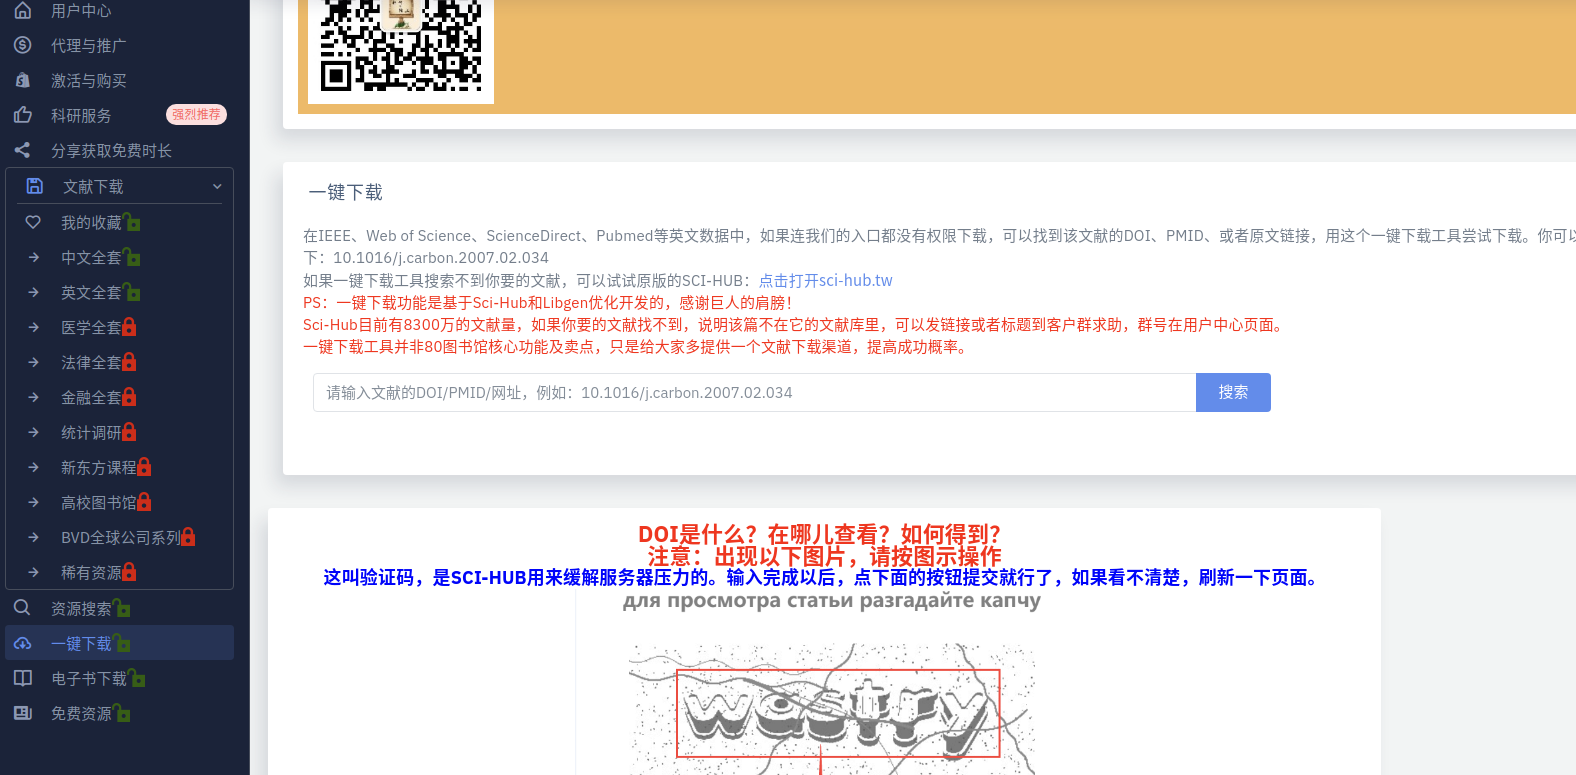 用户中心
代理与推广
激活与购买
科研服务 强烈推荐
分享获取免费时长
文献下载
我的收藏
中文全套
英文全套
医学全套
法律全套
金融全套
统计调研
新东方课程
高校图书馆
BVD全球公司系列
稀有资源
资源搜索
一键下载
电子书下载
免费资源
一键下载
在IEEE、Web of Science、ScienceDirect、Pubmed等英文数据中，如果连我们的入口都没有权限下载，可以找到该文献的DOI、PMID、或者原文链接，用这个一键下载工具尝试下载。你可以
下：10.1016/j.carbon.2007.02.034
如果一键下载工具搜索不到你要的文献，可以试试原版的SCI-HUB：点击打开sci-hub.tw
PS：一键下载功能是基于Sci-Hub和Libgen优化开发的，感谢巨人的肩膀！
Sci-Hub目前有8300万的文献量，如果你要的文献找不到，说明该篇不在它的文献库里，可以发链接或者标题到客户群求助，群号在用户中心页面。
一键下载工具并非80图书馆核心功能及卖点，只是给大家多提供一个文献下载渠道，提高成功概率。
请输入文献的DOI/PMID/网址，例如：10.1016/j.carbon.2007.02.034 搜索
DOI是什么？在哪儿查看？如何得到？
注意：出现以下图片，请按图示操作
这叫验证码，是SCI-HUB用来缓解服务器压力的。输入完成以后，点下面的按钮提交就行了，如果看不清楚，刷新一下页面。
для просмотра статьи разгадайте капчу
wastry